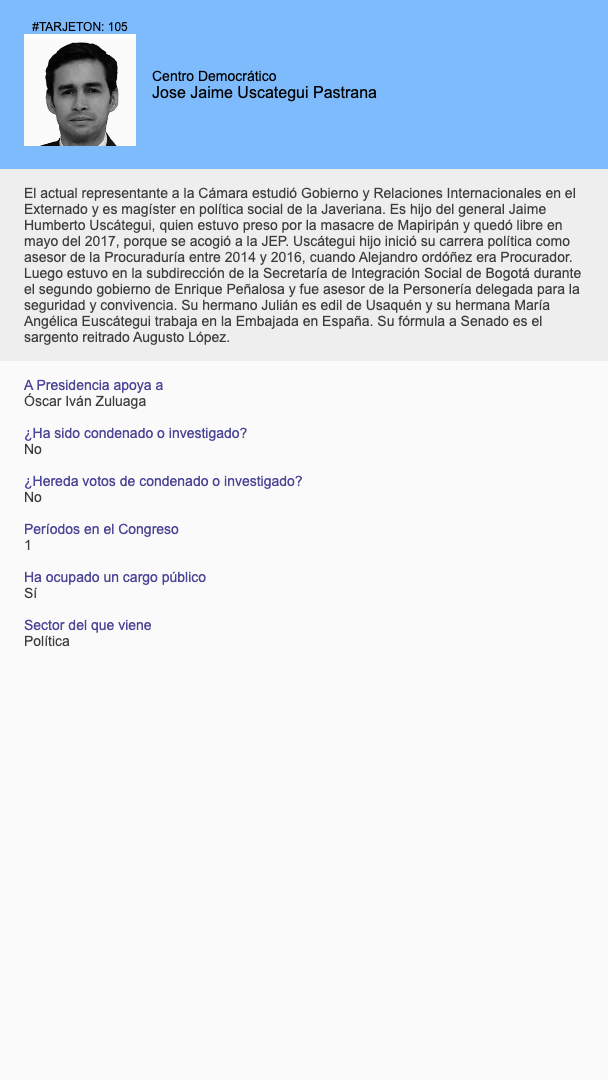 #TARJETON: 105
Centro Democrático
Jose Jaime Uscategui Pastrana
El actual representante a la Cámara estudió Gobierno y Relaciones Internacionales en el
Externado y es magíster en política social de la Javeriana. Es hijo del general Jaime
Humberto Uscátegui, quien estuvo preso por la masacre de Mapiripán y quedó libre en
mayo del 2017, porque se acogió a la JEP. Uscátegui hijo inició su carrera política como
asesor de la Procuraduría entre 2014 y 2016, cuando Alejandro ordóñez era Procurador.
Luego estuvo en la subdirección de la Secretaría de Integración Social de Bogotá durante
el segundo gobierno de Enrique Peñalosa y fue asesor de la Personería delegada para la
seguridad y convivencia. Su hermano Julián es edil de Usaquén y su hermana María
Angélica Euscátegui trabaja en la Embajada en España. Su fórmula a Senado es el
sargento reitrado Augusto López.
A Presidencia apoya a
Óscar Iván Zuluaga
¿Ha sido condenado o investigado?
No
¿Hereda votos de condenado o investigado?
No
Períodos en el Congreso
1
Ha ocupado un cargo público
Sí
Sector del que viene
Política